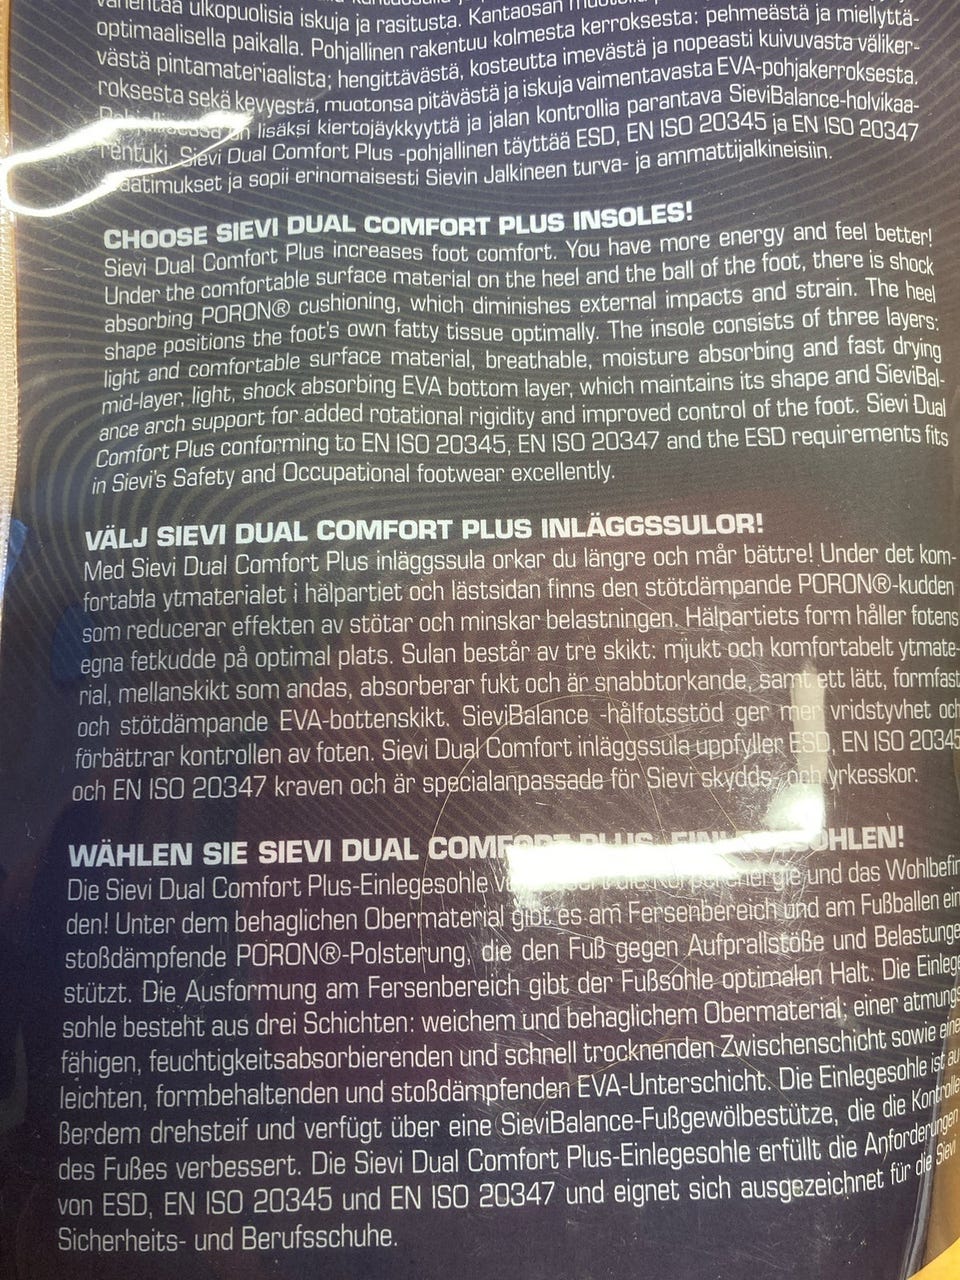 ulkopuolisia iskuja ja rasitusta. Kantaosan
optimaalisella paikalla. Pohjallinen rakentuu kolmesta kerroksesta: pehmeästä ja miellyttä-
västä pintamateriaalista; hengittävästä, kosteutta imevästä ja nopeasti kuivuvasta väliker-
roksesta sekä kevyestä, muotonsa pitävästä ja iskuja vaimentavasta EVA-pohjakerroksesta.
Pohjallisessa on lisäksi kiertojäykkyyttä ja jalan kontrollia parantava SieviBalance-holvikaa-
rentuki. Sievi Dual Comfort Plus -pohjallinen täyttää ESD, EN ISO 20345 ja EN ISO 20347
vaatimukset ja sopii erinomaisesti Sievin Jalkineen turva- ja ammattijalkineisiin.
CHOOSE SIEVI DUAL COMFORT PLUS INSOLES!
Sievi Dual Comfort Plus increases foot comfort. You have more energy and feel better!
Under the comfortable surface material on the heel and the ball of the foot, there is shock
absorbing PORON® cushioning, which diminishes external impacts and strain. The heel
shape positions the foot's own fatty tissue optimally. The insole consists of three layers:
light and comfortable surface material, breathable, moisture absorbing and fast drying
mid-layer, light, shock absorbing EVA bottom layer, which maintains its shape and SieviBal-
ance arch support for added rotational rigidity and improved control of the foot. Sievi Dual
Comfort Plus conforming to EN ISO 20345, EN ISO 20347 and the ESD requirements fits
in Sievi's Safety and Occupational footwear excellently.
VÄLJ SIEVI DUAL COMFORT PLUS INLÄGGSSULOR!
Med Sievi Dual Comfort Plus inläggssula orkar du längre och mår bättre! Under det kom-
fortabla ytmaterialet i hälpartiet och lästsidan finns den stötdämpande PORON®-kudden
som reducerar effekten av stötar och minskar belastningen. Hälpartiets form håller fotens
egna fetkudde på optimal plats. Sulan består av tre skikt: mjukt och komfortabelt ytmate-
rial, mellanskikt som andas, absorberar fukt och är snabbtorkande, samt ett lätt, formfast
och stötdämpande EVA-bottenskikt. SieviBalance -hålfotsstöd ger mer vridstyvhet och
förbättrar kontrollen av foten. Sievi Dual Comfort inläggssula uppfyller ESD, EN ISO 20345
och EN ISO 20347 kraven och är specialanpassade för Sievi skydds- och yrkesskor.
WÄHLEN SIE SIEVI DUAL COMFORT PLUS EINLEGESOHLEN!
Die Sievi Dual Comfort Plus-Einlegesohle die Körperenergie und das Wohlbefin
den! Unter dem behaglichen Obermaterial gibt es am Fersenbereich und am Fußballen ein
stoßdämpfende PORON®-Polsterung, die den Fuß gegen Aufprallstöße und Belastunge
stützt. Die Ausformung am Fersenbereich gibt der Fußsohle optimalen Halt. Die Einlege
sohle besteht aus drei Schichten: weichem und behaglichem Obermaterial; einer atmungs
fähigen, feuchtigkeitsabsorbierenden und schnell trocknenden Zwischenschicht sowie eine
leichten, formbehaltenden und stoßdämpfenden EVA-Unterschicht. Die Einlegesohle ist au
ßerdem drehsteif und verfügt über eine SieviBalance-Fußgewölbestütze, die die Kontrolle
des Fußes verbessert. Die Sievi Dual Comfort Plus-Einlegesohle erfüllt die Anforderungen
von ESD, EN ISO 20345 und EN ISO 20347 und eignet sich ausgezeichnet für die Sievi
Sicherheits- und Berufsschuhe.